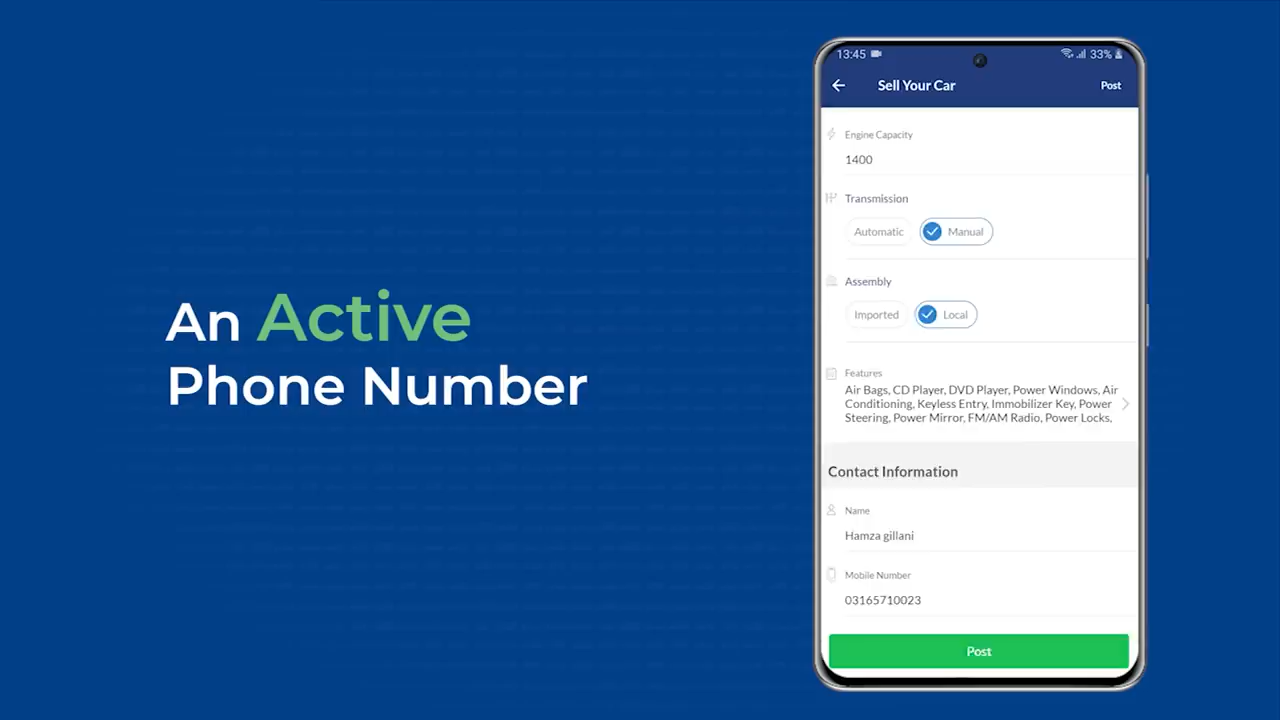 An Active
Phone Number
13:45
33%
Sell Your Car
Post
Engine Capacity
1400
Transmission
Automatic
Manual
Assembly
Imported
Local
Features
Air Bags, CD Player, DVD Player, Power Windows, Air
Conditioning, Keyless Entry, Immobilizer Key, Power
Steering, Power Mirror, FM/AM Radio, Power Locks,
Contact Information
Name
Hamza gillani
Mobile Number
03165710023
Post